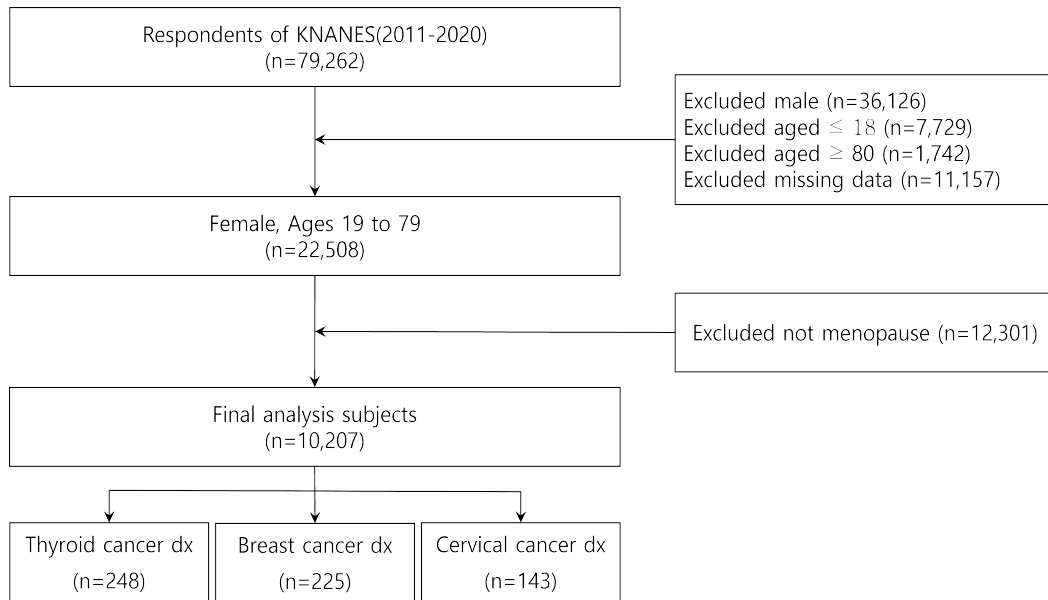 Respondents of KNANES(2011-2020)
(n=79,262)
Excluded male (n=36,126)
Excluded aged ≤ 18 (n=7,729)
Excluded aged ≥ 80 (n=1,742)
Excluded missing data (n=11,157)
Female, Ages 19 to 79
(n=22,508)
Excluded not menopause (n=12,301)
Final analysis subjects
(n=10,207)
Thyroid cancer dx
(n=248)
Breast cancer dx
(n=225)
Cervical cancer dx
(n=143)